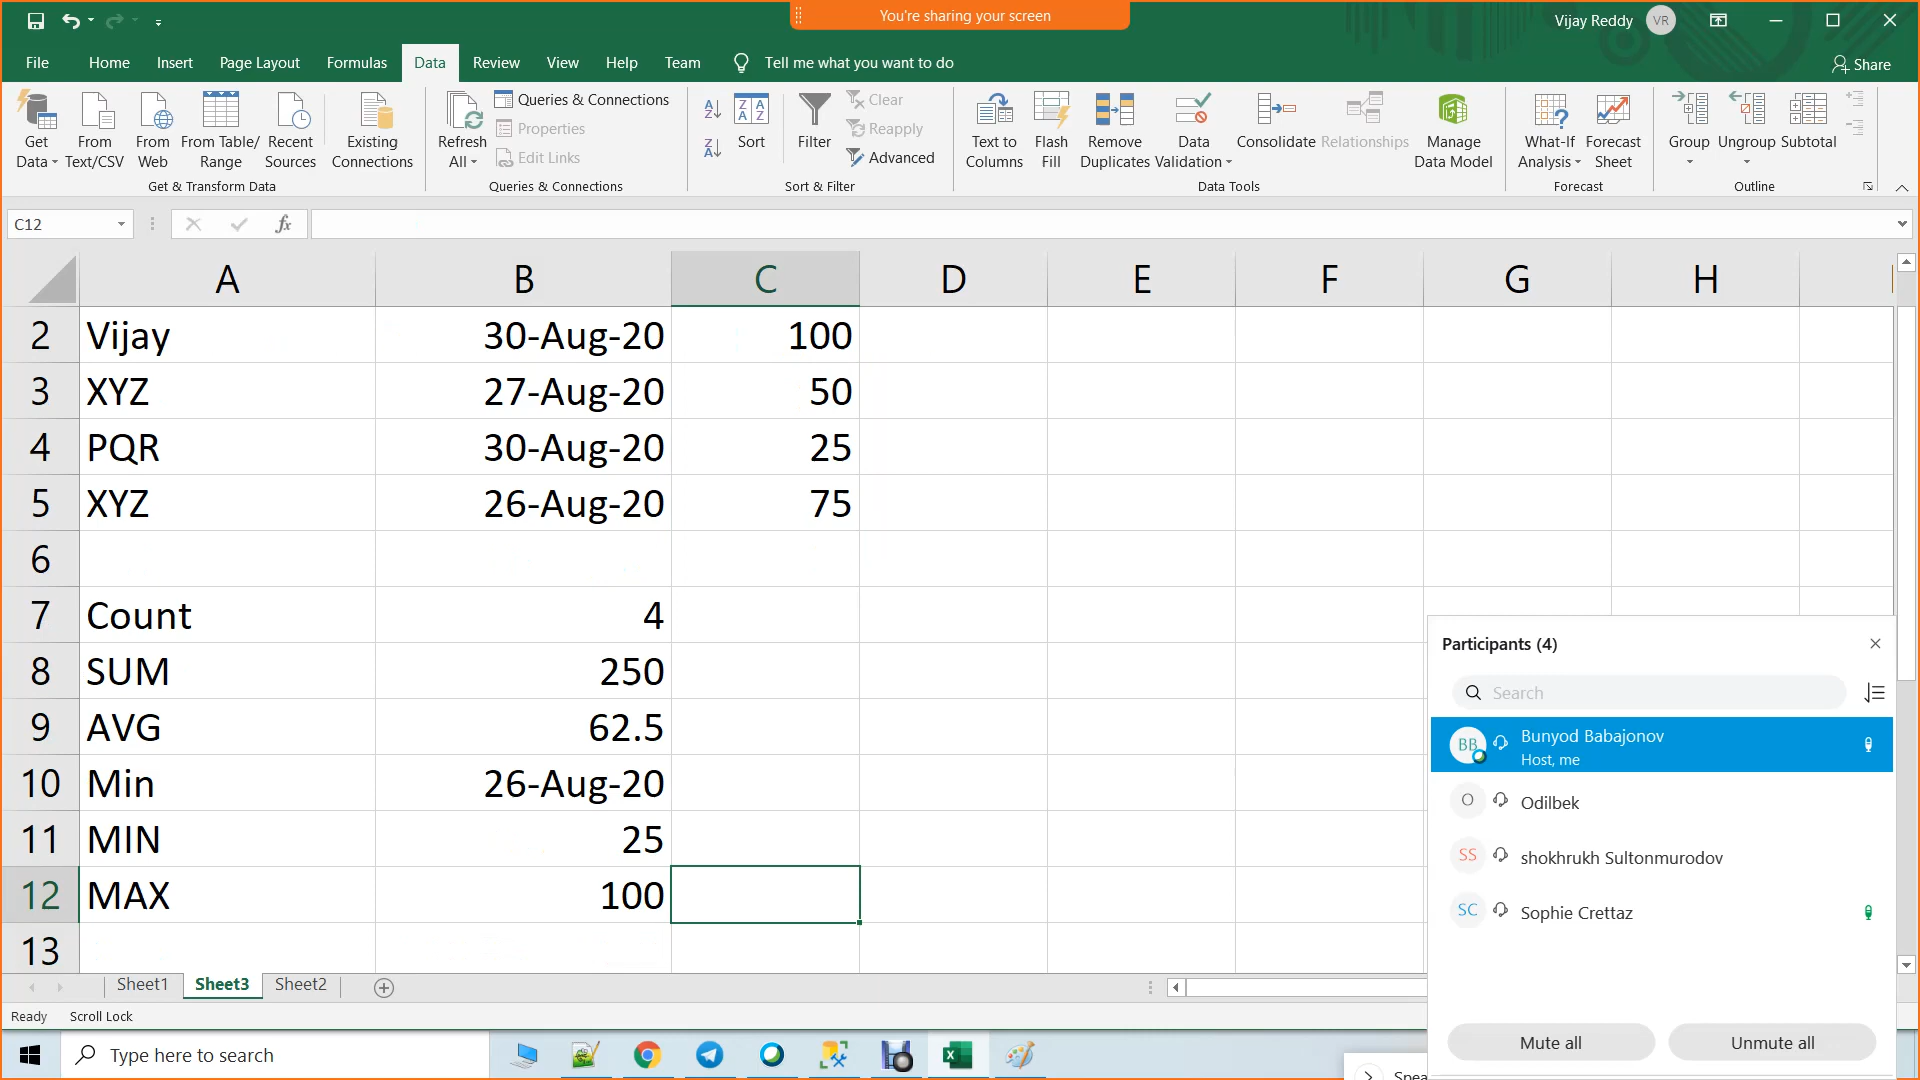 You're sharing your screen
Vijay Reddy VR
File Home Insert Page Layout Formulas Data Review View Help Team Tell me what you want to do Share
Get Data From Text/CSV From Web From Table/ Range Recent Sources Existing Connections
Get & Transform Data
Refresh All Queries & Connections
Properties
Edit Links
Queries & Connections
Sort Filter Clear
Reapply
Advanced
Sort & Filter
Text to Columns Flash Fill Remove Duplicates Data Validation Consolidate Relationships Manage Data Model
Data Tools
What-If Analysis Forecast Sheet
Forecast
Group Ungroup Subtotal
Outline
C12 fx
A B C D E F G H
2 Vijay 30-Aug-20 100
3 XYZ 27-Aug-20 50
4 PQR 30-Aug-20 25
5 XYZ 26-Aug-20 75
6
7 Count 4
8 SUM 250
9 AVG 62.5
10 Min 26-Aug-20
11 MIN 25
12 MAX 100
13
Participants (4)
Search
BB Bunyod Babajonov
Host, me
O Odilbek
SS shokhrukh Sultonmurodov
SC Sophie Crettaz
Mute all Unmute all
Sheet1 Sheet3 Sheet2
Ready Scroll Lock
Type here to search